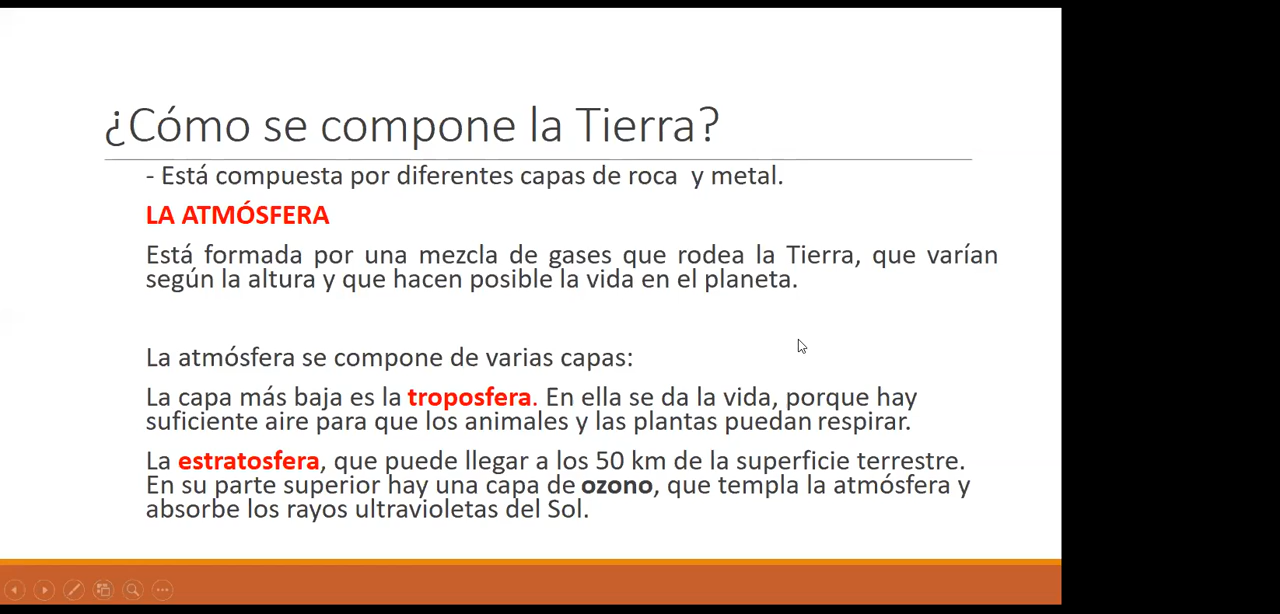 ¿Cómo se compone la Tierra?
- Está compuesta por diferentes capas de roca y metal.
LA ATMÓSFERA
Está formada por una mezcla de gases que rodea la Tierra, que varían
según la altura y que hacen posible la vida en el planeta.
La atmósfera se compone de varias capas:
La capa más baja es la troposfera. En ella se da la vida, porque hay
suficiente aire para que los animales y las plantas puedan respirar.
La estratosfera, que puede llegar a los 50 km de la superficie terrestre.
En su parte superior hay una capa de ozono, que templa la atmósfera y
absorbe los rayos ultravioletas del Sol.